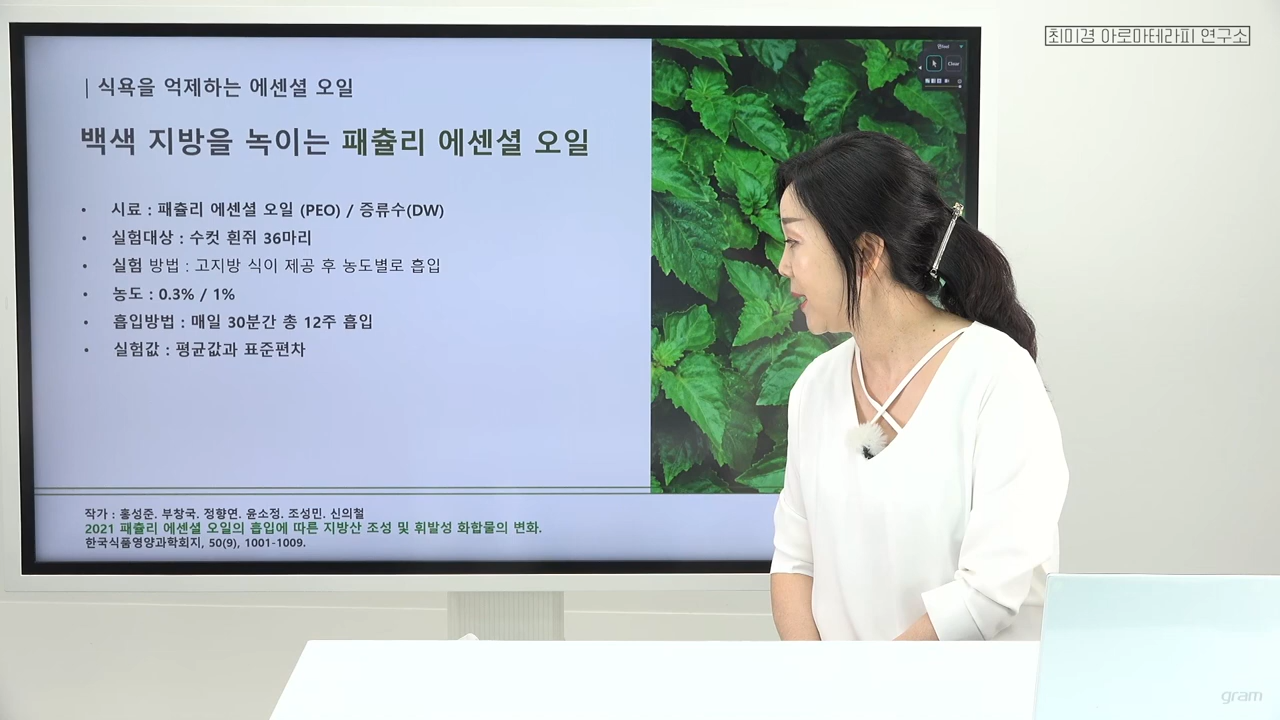 최미경 아로마테라피 연구소
| 식욕을 억제하는 에센셜 오일
백색 지방을 녹이는 패츌리 에센셜 오일
• 시료 : 패츌리 에센셜 오일 (PEO) / 증류수(DW)
• 실험대상 : 수컷 흰쥐 36마리
• 실험 방법 : 고지방 식이 제공 후 농도별로 흡입
• 농도 : 0.3% / 1%
• 흡입방법 : 매일 30분간 총 12주 흡입
• 실험값 : 평균값과 표준편차
작가 : 홍성준, 부창국, 정향연, 윤소정, 조성민, 신의철
2021 패츌리 에센셜 오일의 흡입에 따른 지방산 조성 및 휘발성 화합물의 변화.
한국식품영양과학회지, 50(9), 1001-1009.
Clear
gram